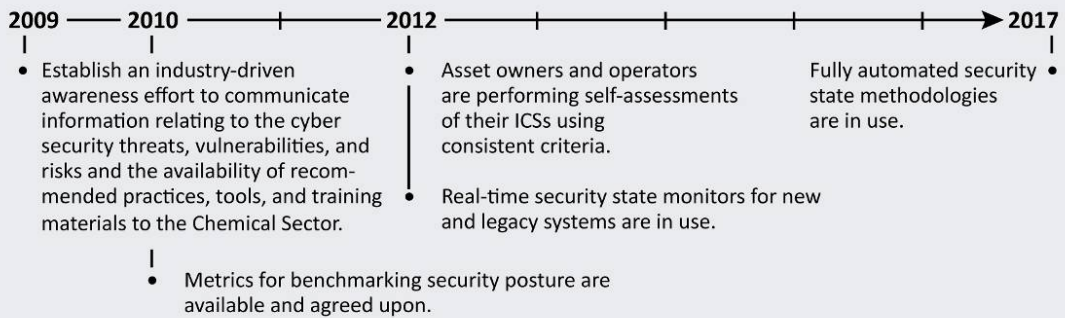 2009 2010 2012 2017
Establish an industry-driven
awareness effort to communicate
information relating to the cyber
security threats, vulnerabilities, and
risks and the availability of recom-
mended practices, tools, and training
materials to the Chemical Sector.
Metrics for benchmarking security posture are
available and agreed upon.
Asset owners and operators
are performing self-assessments
of their ICSs using
consistent criteria.
Real-time security state monitors for new
and legacy systems are in use.
Fully automated security
state methodologies
are in use.